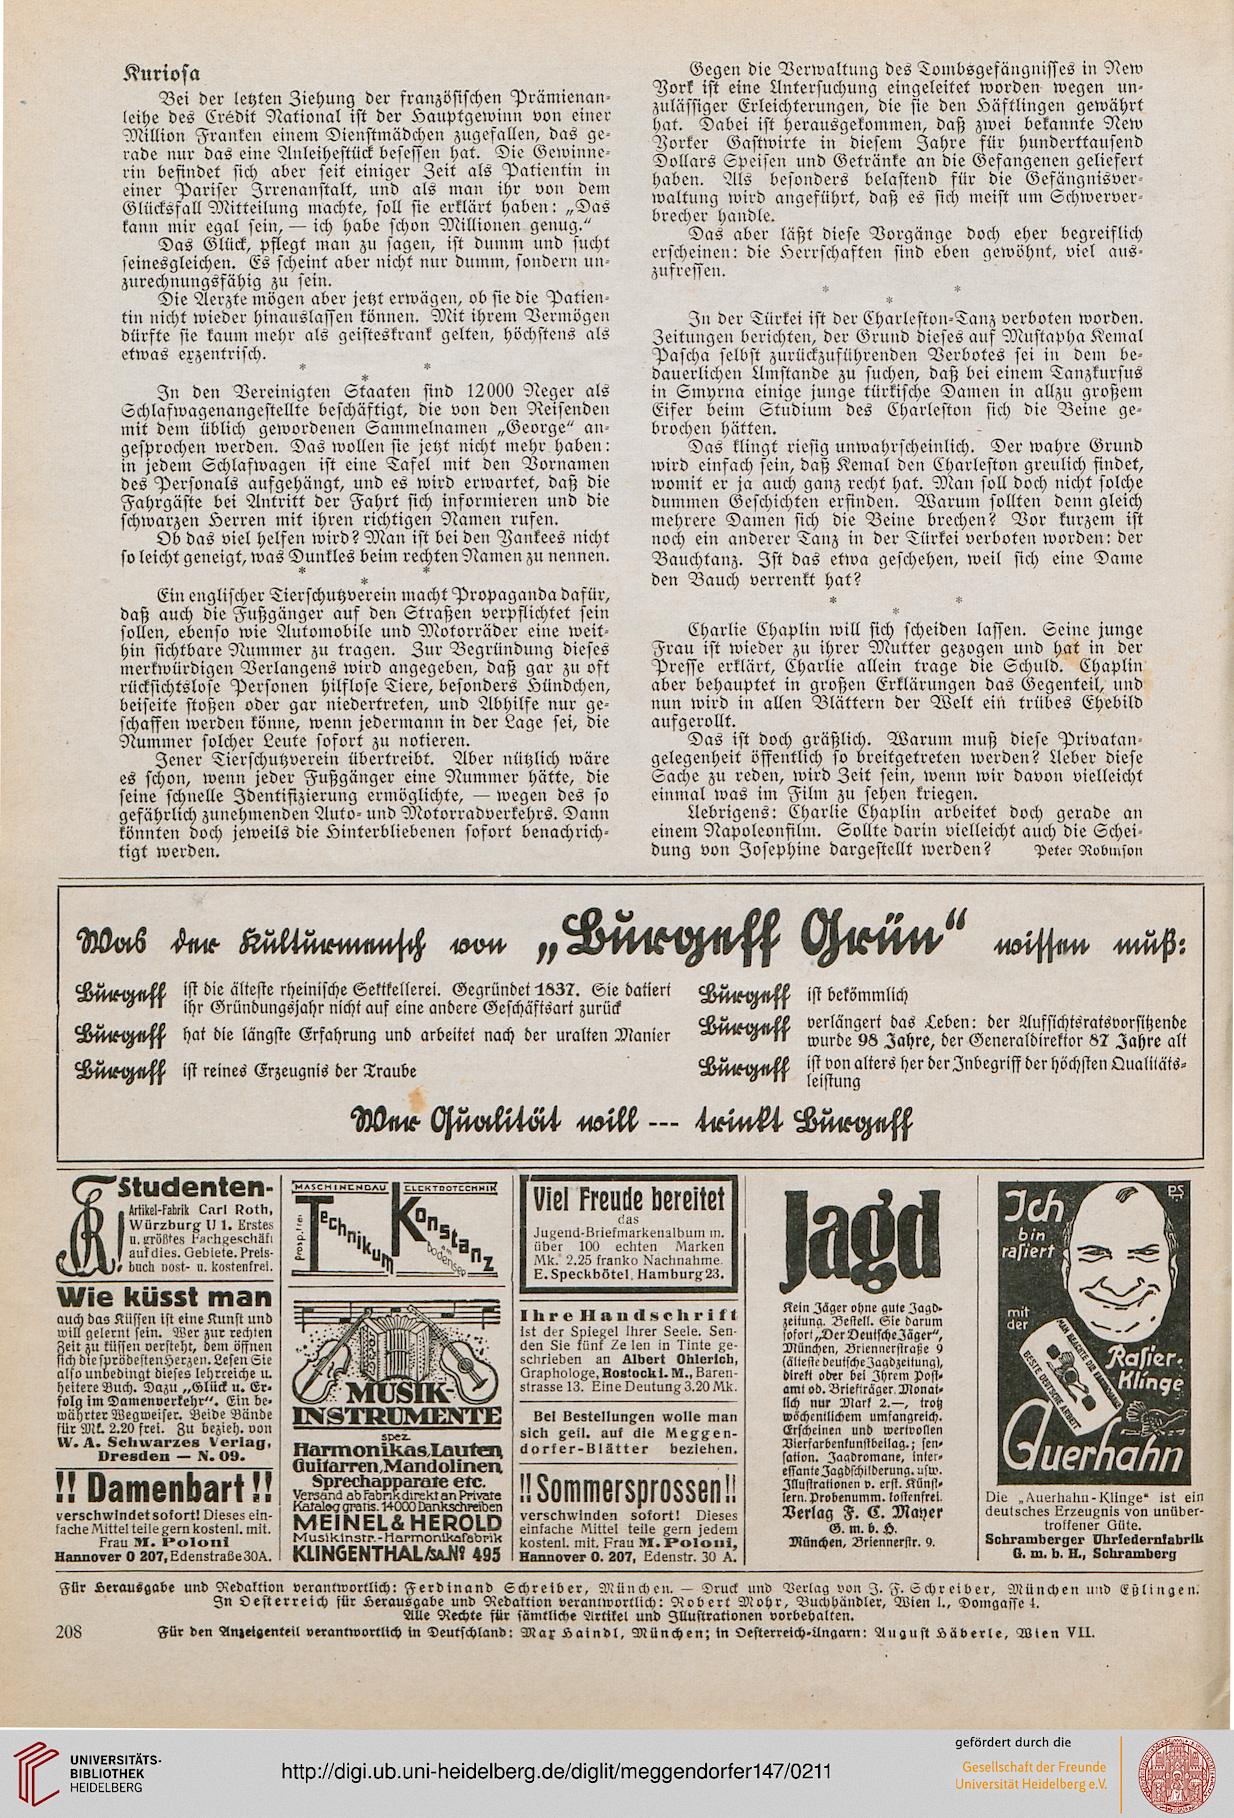 Kuriosa
Bei der letzten Ziehung der französischen Prämienan-
leihe des Crédit National ist der Hauptgewinn von einer
Million Franken einem Dienstmädchen zugefallen, das ge-
rade nur das eine Anleihestück besessen hat. Die Gewinne-
rin befindet sich aber seit einiger Zeit als Patientin in
einer Pariser Irrenanstalt, und als man ihr von dem
Glücksfall Mitteilung machte, soll sie erklärt haben: „Das
kann mir egal sein, — ich habe schon Millionen genug.“
Das Glück, pflegt man zu sagen, ist dumm und sucht
seinesgleichen. Es scheint aber nicht nur dumm, sondern un-
zurechnungsfähig zu sein.
Die Aerzte mögen aber jetzt erwägen, ob sie die Patien-
tin nicht wieder hinauslassen können. Mit ihrem Vermögen
dürfte sie kaum mehr als geisteskrank gelten, höchstens als
etwas exzentrisch.
* * *
In den Vereinigten Staaten sind 12000 Neger als
Schlafwagenangestellte beschäftigt, die von den Reisenden
mit dem üblich gewordenen Sammelnamen „George“ an-
gesprochen werden. Das wollen sie jetzt nicht mehr haben:
in jedem Schlafwagen ist eine Tafel mit den Vornamen
des Personals aufgehängt, und es wird erwartet, daß die
Fahrgäste bei Antritt der Fahrt sich informieren und die
schwarzen Herren mit ihren richtigen Namen rufen.
Ob das viel helfen wird? Man ist bei den Yankees nicht
so leicht geneigt, was Dunkles beim rechten Namen zu nennen.
* * *
Ein englischer Tierschutzverein macht Propaganda dafür,
daß auch die Fußgänger auf den Straßen verpflichtet sein
sollen, ebenso wie Automobile und Motorräder eine weit-
hin sichtbare Nummer zu tragen. Zur Begründung dieses
merkwürdigen Verlangens wird angegeben, daß gar zu oft
rücksichtslose Personen hilflose Tiere, besonders Hündchen,
beiseite stoßen oder gar niedertreten, und Abhilfe nur ge-
schaffen werden könne, wenn jedermann in der Lage sei, die
Nummer solcher Leute sofort zu notieren.
Jener Tierschutzverein übertreibt. Aber nützlich wäre
es schon, wenn jeder Fußgänger eine Nummer hätte, die
seine schnelle Identifizierung ermöglichte, — wegen des so
gefährlich zunehmenden Auto- und Motorradverkehrs. Dann
könnten doch jeweils die Hinterbliebenen sofort benachrich-
tigt werden.
Gegen die Verwaltung des Tombsgefängnisses in New
York ist eine Untersuchung eingeleitet worden wegen un-
zulässiger Erleichterungen, die sie den Häftlingen gewährt
hat. Dabei ist herausgekommen, daß zwei bekannte New
Yorker Gastwirte in diesem Jahre für hunderttausend
Dollars Speisen und Getränke an die Gefangenen geliefert
haben. Als besonders belastend für die Gefängnisver-
waltung wird angeführt, daß es sich meist um Schwerver-
brecher handle.
Das aber läßt diese Vorgänge doch eher begreiflich
erscheinen: die Herrschaften sind eben gewöhnt, viel aus-
zufressen.
* * *
In der Türkei ist der Charleston-Tanz verboten worden.
Zeitungen berichten, der Grund dieses auf Mustapha Kemal
Pascha selbst zurückzuführenden Verbotes sei in dem be-
dauerlichen Umstande zu suchen, daß bei einem Tanzkursus
in Smyrna einige junge türkische Damen in allzu großem
Eifer beim Studium des Charleston sich die Beine ge-
brochen hätten.
Das klingt riesig unwahrscheinlich. Der wahre Grund
wird einfach sein, daß Kemal den Charleston greulich findet,
womit er ja auch ganz recht hat. Man soll doch nicht solche
dummen Geschichten erfinden. Warum sollten denn gleich
mehrere Damen sich die Beine brechen? Vor kurzem ist
noch ein anderer Tanz in der Türkei verboten worden: der
Bauchtanz. Ist das etwa geschehen, weil sich eine Dame
den Bauch verrenkt hat?
* * *
Charlie Chaplin will sich scheiden lassen. Seine junge
Frau ist wieder zu ihrer Mutter gezogen und hat in der
Presse erklärt, Charlie allein trage die Schuld. Chaplin
aber behauptet in großen Erklärungen das Gegenteil, und
nun wird in allen Blättern der Welt ein trübes Ehebild
aufgerollt.
Das ist doch gräßlich. Warum muß diese Privatan-
gelegenheit öffentlich so breitgetreten werden? Ueber diese
Sache zu reden, wird Zeit sein, wenn wir davon vielleicht
einmal was im Film zu sehen kriegen.
Uebrigens: Charlie Chaplin arbeitet doch gerade an
einem Napoleonfilm. Sollte darin vielleicht auch die Schei-
dung von Josephine dargestellt werden? Peter Robinson
Was der Kulturmensch von „Burgeff Grün“ wissen muß:
Burgeff ist die älteste rheinische Sektkellerei. Gegründet 1837. Sie datiert
ihr Gründungsjahr nicht auf eine andere Geschäftsart zurück
Burgeff hat die längste Erfahrung und arbeitet nach der uralten Manier
Burgeff ist reines Erzeugnis der Traube
Burgeff ist bekömmlich
Burgeff verlängert das Leben: der Aufsichtsratsvorsitzende
wurde 98 Jahre, der Generaldirektor 87 Jahre alt
Burgeff ist von alters her der Inbegriff der höchsten Qualitäts-
leistung
Wer Qualität will --- trinkt Burgeff
Studenten-
Artikel-Fabrik Carl Roth,
Würzburg U 1. Erstes
u. größtes Fachgeschäft
auf dies. Gebiete. Preis-
buch post- u. kostenfrei.
Wie küsst man
auch das Küssen ist eine Kunst und
will gelernt sein. Wer zur rechten
Zeit zu küssen versteht, dem öffnen
sich die sprödesten Herzen. Lesen Sie
also unbedingt dieses lehrreiche u.
heitere Buch. Dazu „Glück u. Er-
folg im Damenverkehr“. Ein be-
währter Wegweiser. Beide Bände
für Mk. 2.20 frei. Zu bezieh. von
W. A. Schwarzes Verlag,
Dresden — N. 09.
!! Damenbart !!
verschwindet sofort! Dieses ein-
fache Mittel teile gern kostenl. mit.
Frau M. Poloni
Hannover O 207, Edenstraße 30A.
MASCHINENBAU ELEKTROTECHNIK
Technikum Konstanz
am Bodensee
Prosp. frei
MUSIK-
INSTRUMENTE
spez.
Harmonikas, Lauten,
Guitarren, Mandolinen,
Sprechapparate etc.
Versand ab Fabrik direkt an Private
Katalog gratis. 14000 Dankschreiben
MEINEL & HEROLD
Musikinstr.-Harmonikafabrik
KLINGENTHAL/SA. Nº 495
Viel Freude bereitet
das
Jugend-Briefmarkenalbum m.
über 100 echten Marken
Mk. 2.25 franko Nachnahme.
E. Speckbötel, Hamburg 23.
Ihre Handschrift
ist der Spiegel Ihrer Seele. Sen-
den Sie fünf Zeilen in Tinte ge-
schrieben an Albert Ohlerich,
Graphologe, Rostock i. M., Baren-
strasse 13. Eine Deutung 3.20 Mk.
Bei Bestellungen wolle man
sich gefl. auf die Meggen-
dorfer-Blätter beziehen.
!! Sommersprossen !!
verschwinden sofort! Dieses
einfache Mittel teile gern jedem
kostenl. mit, Frau M. Poloni,
Hannover O. 207, Edenstr. 30 A.
Jagd
Kein Jäger ohne gute Jagd-
zeitung. Bestell. Sie darum
sofort „Der Deutsche Jäger“,
München, Briennerstraße 9
(älteste deutsche Jagdzeitung),
direkt oder bei Ihrem Post-
amt od. Briefträger. Monat-
lich nur Mark 2.—, trotz
wöchentlichem umfangreich.
Erscheinen und wertvollen
Vierfarbenkunstbeilag.; sen-
sation. Jagdromane, inter-
essante Jagdschilderung. usw.
Illustrationen v. erst. Künst-
lern. Probenumm. kostenfrei.
Verlag F. C. Mayer
G. m. b. H.
München, Briennerstr. 9.
Ich
bin
rasiert
mit
der
MAN BEACHTE DIE FABRIKMARKE
BESTE DEUTSCHE ARBEIT
Rasier-
Klinge
Auerhahn
Die „Auerhahn-Klinge“ ist ein
deutsches Erzeugnis von unüber-
troffener Güte.
Schramberger Uhrfedernfabrik
G. m. b. H., Schramberg
Für Herausgabe und Redaktion verantwortlich: Ferdinand Schreiber, München. — Druck und Verlag von J. F. Schreiber, München und Eßlingen.
In Oesterreich für Herausgabe und Redaktion verantwortlich: Robert Mohr, Buchhändler, Wien I., Domgasse 4.
Alle Rechte für sämtliche Artikel und Illustrationen vorbehalten.
208 Für den Anzeigenteil verantwortlich in Deutschland: Max Haindl, München; in Oesterreich-Ungarn: August Häberle, Wien VII.
UNIVERSITÄTS-
BIBLIOTHEK
HEIDELBERG
http://digi.ub.uni-heidelberg.de/diglit/meggendorfer147/0211
gefördert durch die
Gesellschaft der Freunde
Universität Heidelberg e.V.